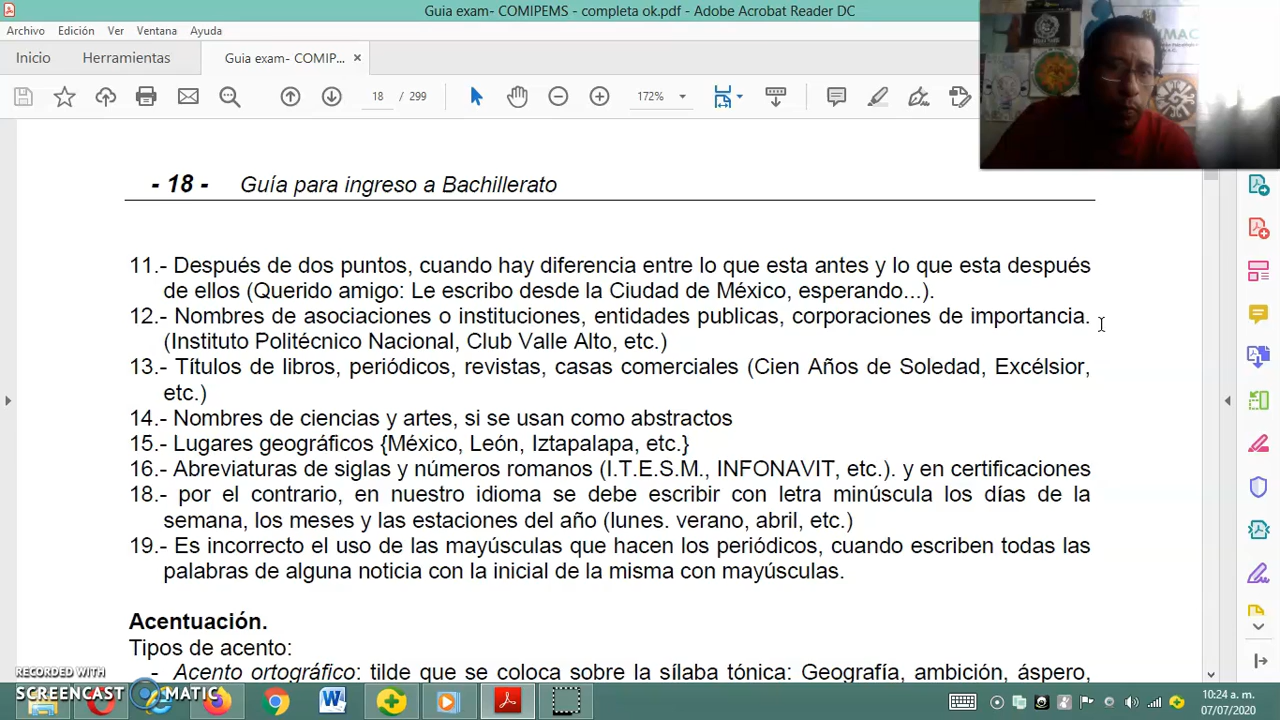 Guia exam- COMIPEMS - completa ok.pdf - Adobe Acrobat Reader DC
Archivo Edición Ver Ventana Ayuda
Inicio Herramientas Guia exam- COMIP... ×
18 / 299 172%
- 18 - Guía para ingreso a Bachillerato
11.- Después de dos puntos, cuando hay diferencia entre lo que esta antes y lo que esta después
de ellos (Querido amigo: Le escribo desde la Ciudad de México, esperando...).
12.- Nombres de asociaciones o instituciones, entidades publicas, corporaciones de importancia.
(Instituto Politécnico Nacional, Club Valle Alto, etc.)
13.- Títulos de libros, periódicos, revistas, casas comerciales (Cien Años de Soledad, Excélsior,
etc.)
14.- Nombres de ciencias y artes, si se usan como abstractos
15.- Lugares geográficos {México, León, Iztapalapa, etc.}
16.- Abreviaturas de siglas y números romanos (I.T.E.S.M., INFONAVIT, etc.). y en certificaciones
18.- por el contrario, en nuestro idioma se debe escribir con letra minúscula los días de la
semana, los meses y las estaciones del año (lunes. verano, abril, etc.)
19.- Es incorrecto el uso de las mayúsculas que hacen los periódicos, cuando escriben todas las
palabras de alguna noticia con la inicial de la misma con mayúsculas.
Acentuación.
Tipos de acento:
- Acento ortográfico: tilde que se coloca sobre la sílaba tónica: Geografía, ambición, áspero,
RECORDED WITH
SCREENCAST MATIC
10:24 a. m.
07/07/2020